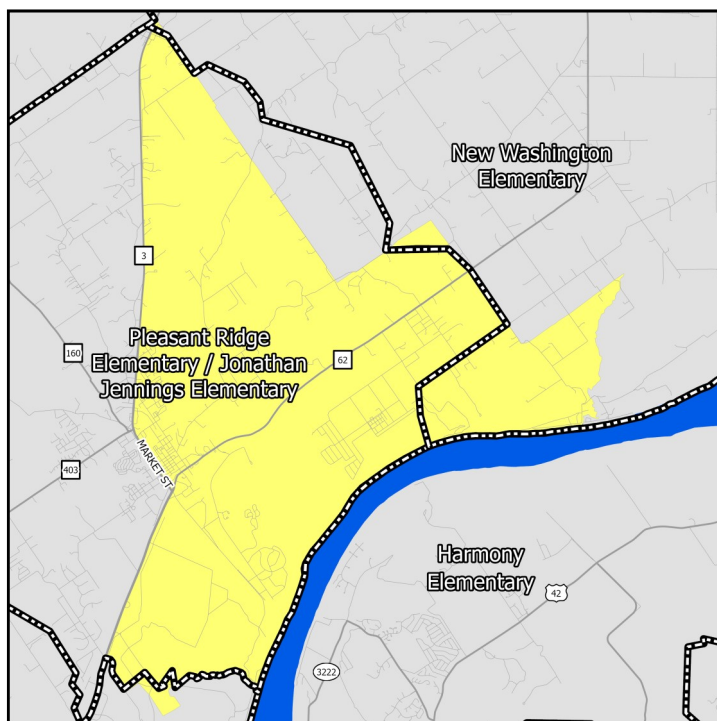 New Washington
Elementary
3
Pleasant Ridge
Elementary / Jonathan
Jennings Elementary
160
62
MARKET-ST
403
Harmony
Elementary
42
3222